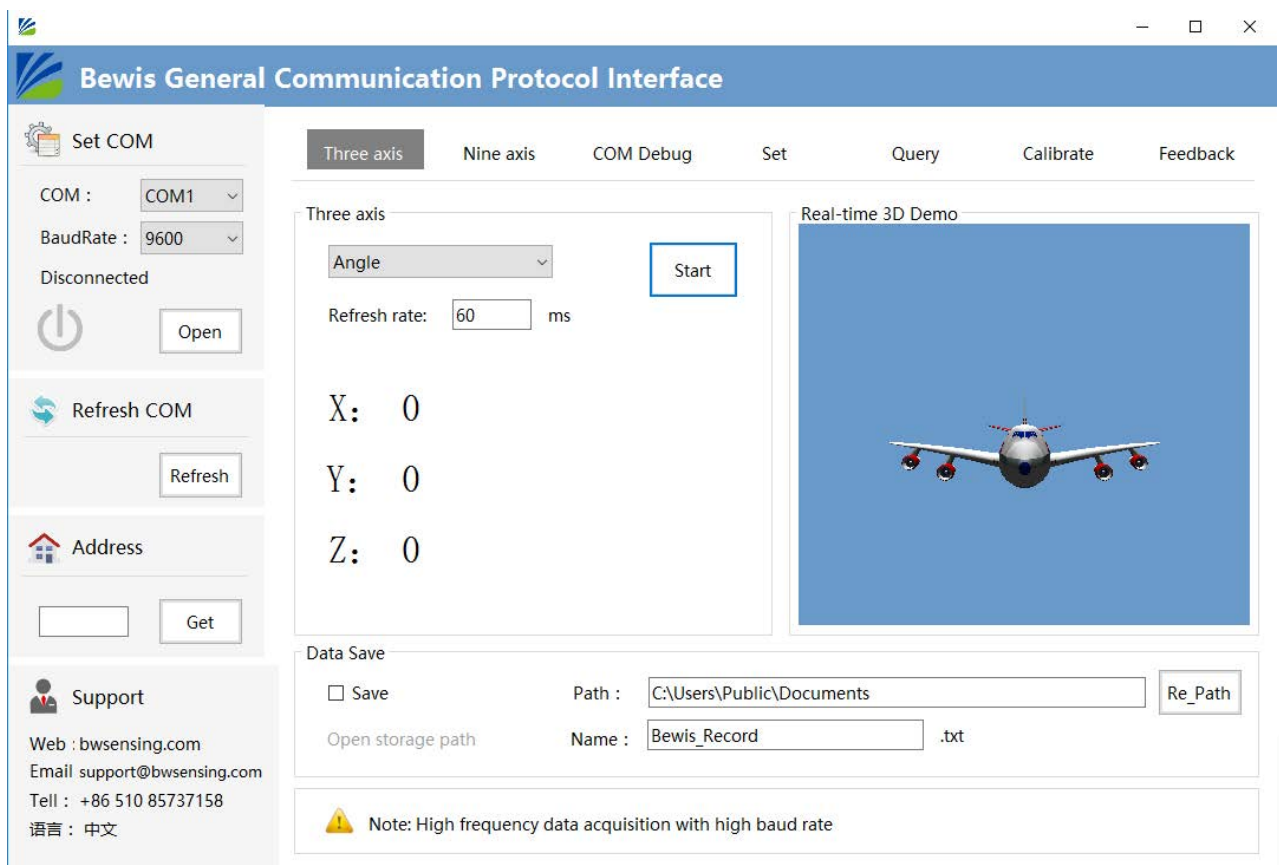 Bewis General Communication Protocol Interface
Set COM
COM : COM1
BaudRate : 9600
Disconnected
Open
Refresh COM
Refresh
Address
Get
Support
Web : bwsensing.com
Email support@bwsensing.com
Tell : +86 510 85737158
语言： 中文
Three axis Nine axis COM Debug Set Query Calibrate Feedback
Three axis
Angle
Start
Refresh rate: 60 ms
X： 0
Y： 0
Z： 0
Real-time 3D Demo
Data Save
Save Path : C:\Users\Public\Documents Re_Path
Open storage path Name : Bewis_Record .txt
Note: High frequency data acquisition with high baud rate